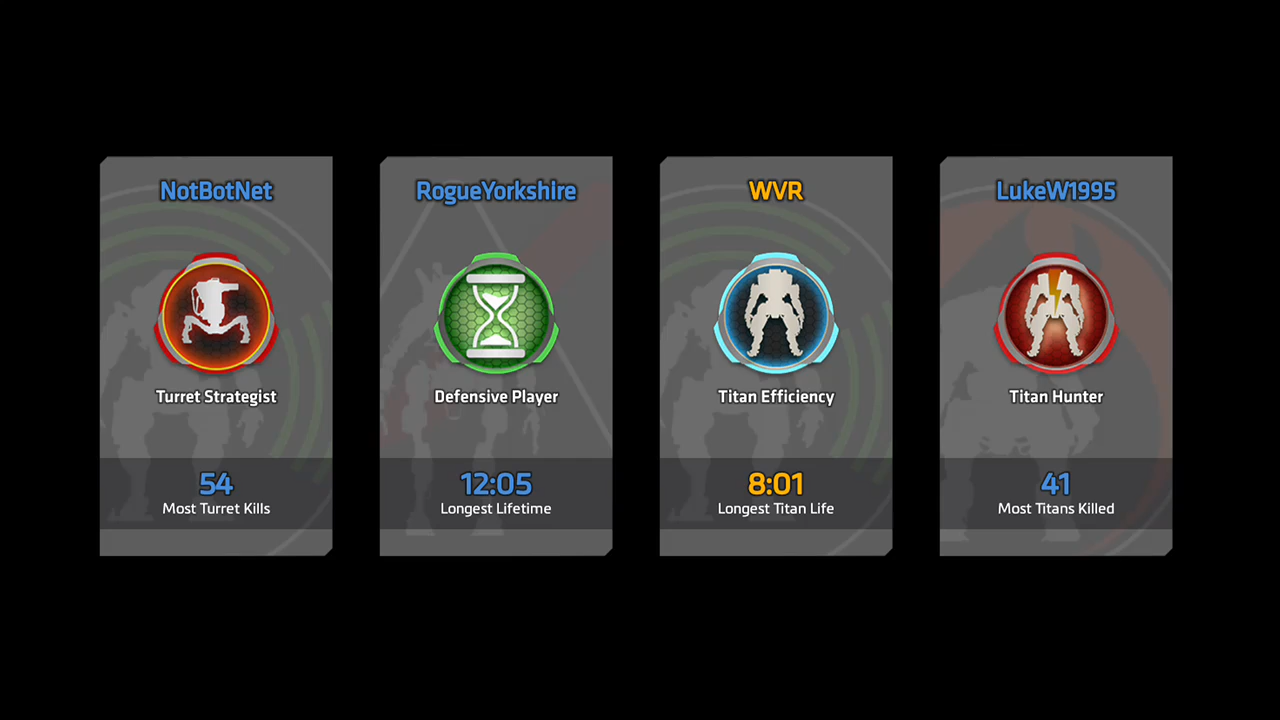 NotBotNet
Turret Strategist
54
Most Turret Kills
RogueYorkshire
Defensive Player
12:05
Longest Lifetime
WVR
Titan Efficiency
8:01
Longest Titan Life
LukeW1995
Titan Hunter
41
Most Titans Killed